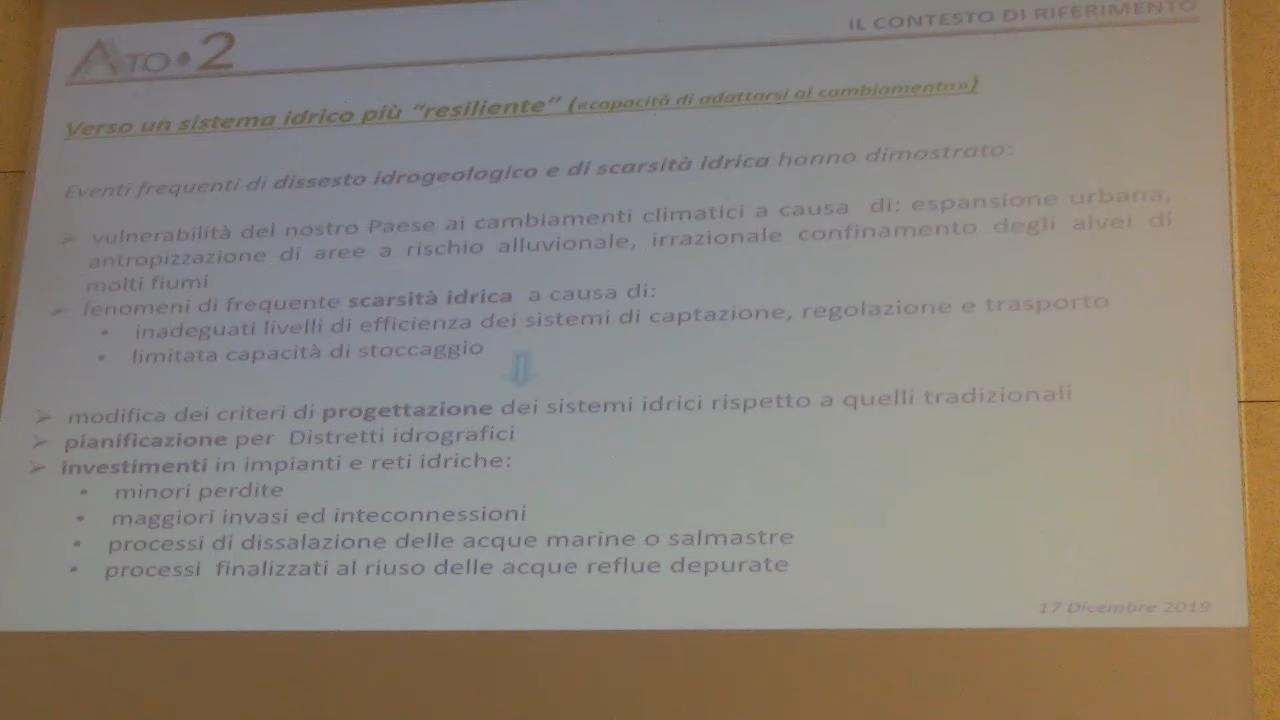 IL CONTESTO DI RIFERIMENTO
ATO•2
Verso un sistema idrico più “resiliente” («capacità di adattarsi al cambiamento»)
Eventi frequenti di dissesto idrogeologico e di scarsità idrica hanno dimostrato:
➢ vulnerabilità del nostro Paese ai cambiamenti climatici a causa di: espansione urbana,
antropizzazione di aree a rischio alluvionale, irrazionale confinamento degli alvei di
molti fiumi
➢ fenomeni di frequente scarsità idrica a causa di:
• inadeguati livelli di efficienza dei sistemi di captazione, regolazione e trasporto
• limitata capacità di stoccaggio
➢ modifica dei criteri di progettazione dei sistemi idrici rispetto a quelli tradizionali
➢ pianificazione per Distretti idrografici
➢ investimenti in impianti e reti idriche:
• minori perdite
• maggiori invasi ed inteconnessioni
• processi di dissalazione delle acque marine o salmastre
• processi finalizzati al riuso delle acque reflue depurate
17 Dicembre 2019